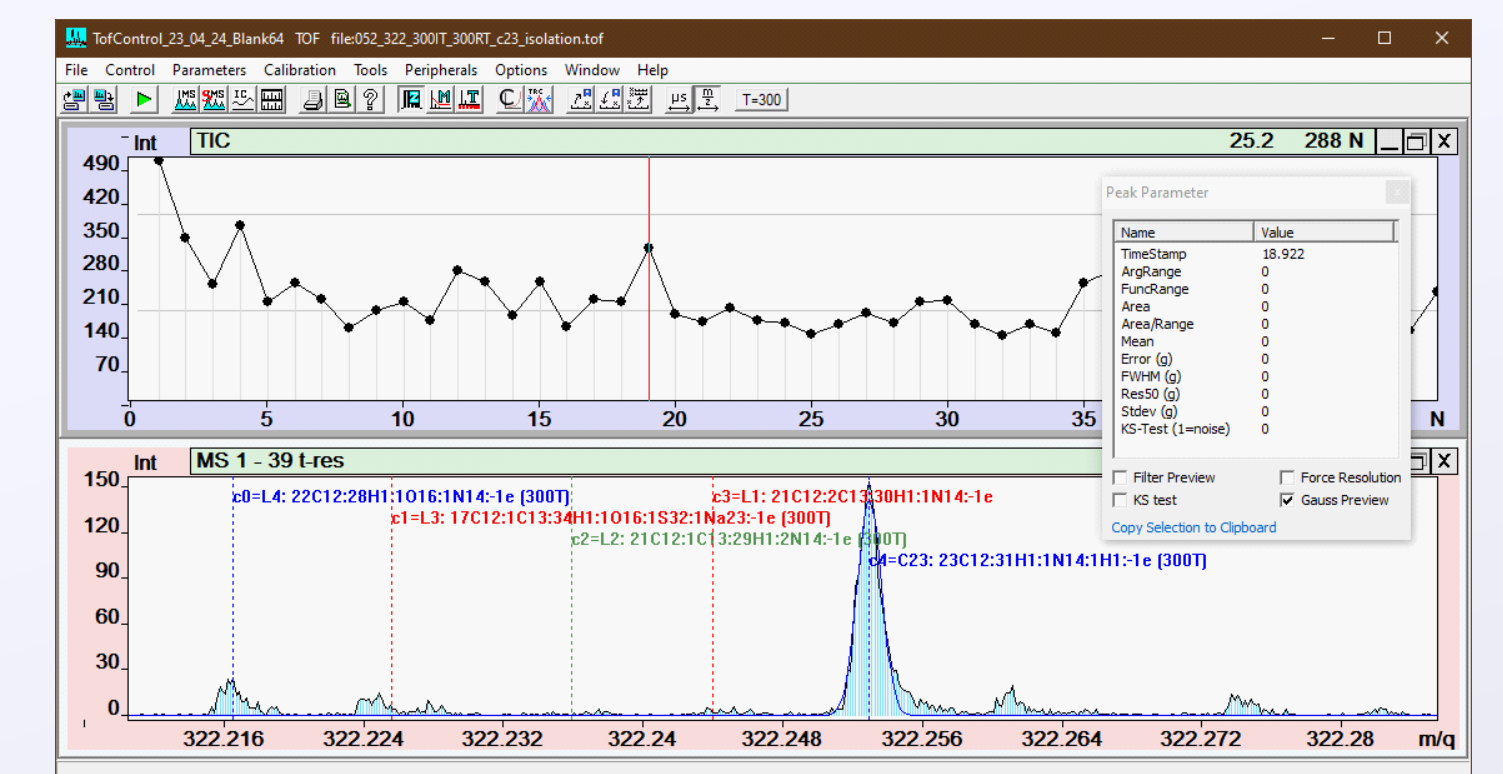 TofControl_23_04_24_Blank64 TOF file:052_322_300IT_300RT_c23_isolation.tof
File Control Parameters Calibration Tools Peripherals Options Window Help
T=300
Int TIC 25.2 288 N
490
420
350
280
210
140
70
0 5 10 15 20 25 30 35 N
Peak Parameter
Name Value
TimeStamp 18.922
ArgRange 0
FuncRange 0
Area 0
Area/Range 0
Mean 0
Error (g) 0
FWHM (g) 0
Res50 (g) 0
Stdev (g) 0
KS-Test (1=noise) 0
Filter Preview Force Resolution
KS test Gauss Preview
Copy Selection to Clipboard
Int MS 1 - 39 t-res
150
120
90
60
30
0
c0=L4: 22C12:28H1:1O16:1N14:-1e (300T)
c3=L1: 21C12:2C13:30H1:1N14:-1e
c1=L3: 17C12:1C13:34H1:1O16:1S32:1Na23:-1e (300T)
c2=L2: 21C12:1C13:29H1:2N14:-1e (300T)
c4=C23: 23C12:31H1:1N14:1H1:-1e (300T)
322.216 322.224 322.232 322.24 322.248 322.256 322.264 322.272 322.28 m/q